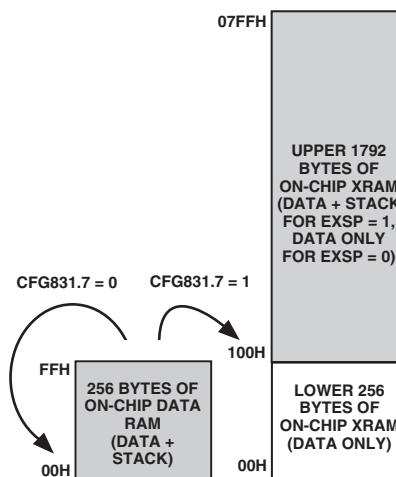 07FFH
UPPER 1792
BYTES OF
ON-CHIP XRAM
(DATA + STACK
FOR EXSP = 1,
DATA ONLY
FOR EXSP = 0)
CFG831.7 = 0
CFG831.7 = 1
100H
FFH
256 BYTES OF
ON-CHIP DATA
RAM
(DATA +
STACK)
00H
LOWER 256
BYTES OF
ON-CHIP XRAM
(DATA ONLY)
00H